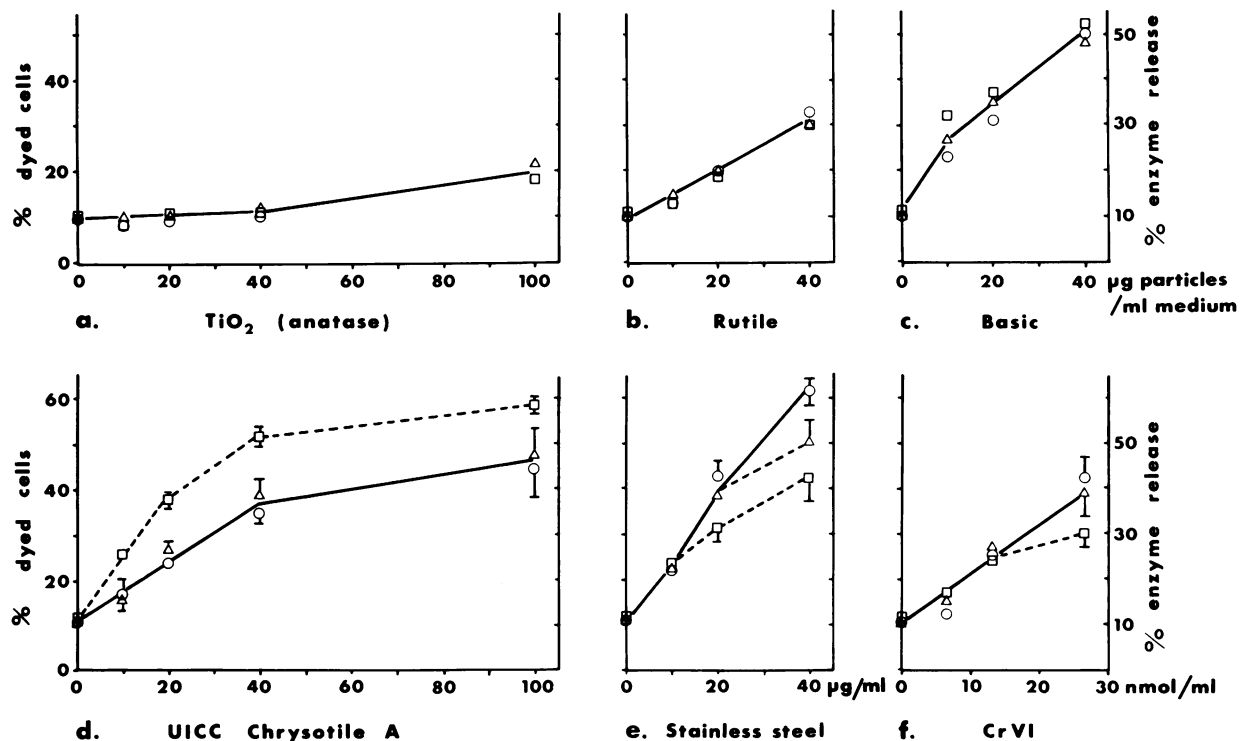 % dyed cells
40
20
0
0 20 40 60 80 100
a. TiO2 (anatase)
0 20 40
b. Rutile
50
30
10
% enzyme release
0 20 40 µg particles
/ml medium
c. Basic
% dyed cells
60
40
20
0
0 20 40 60 80 100
d. UICC Chrysotile A
0 20 40 µg/ml
e. Stainless steel
50
30
10
% enzyme release
0 10 20 30 nmol/ml
f. CrVI